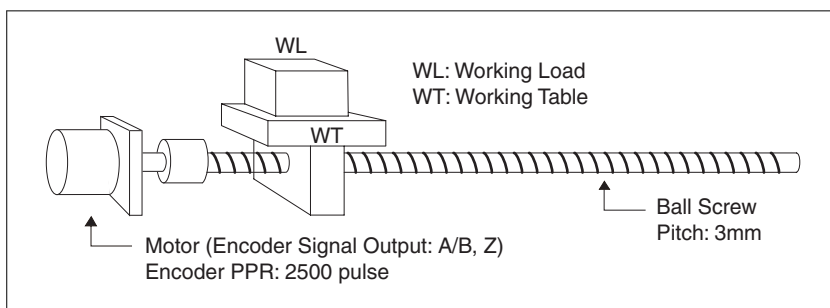 WL
WL: Working Load
WT: Working Table
WT
Ball Screw
Pitch: 3mm
Motor (Encoder Signal Output: A/B, Z)
Encoder PPR: 2500 pulse